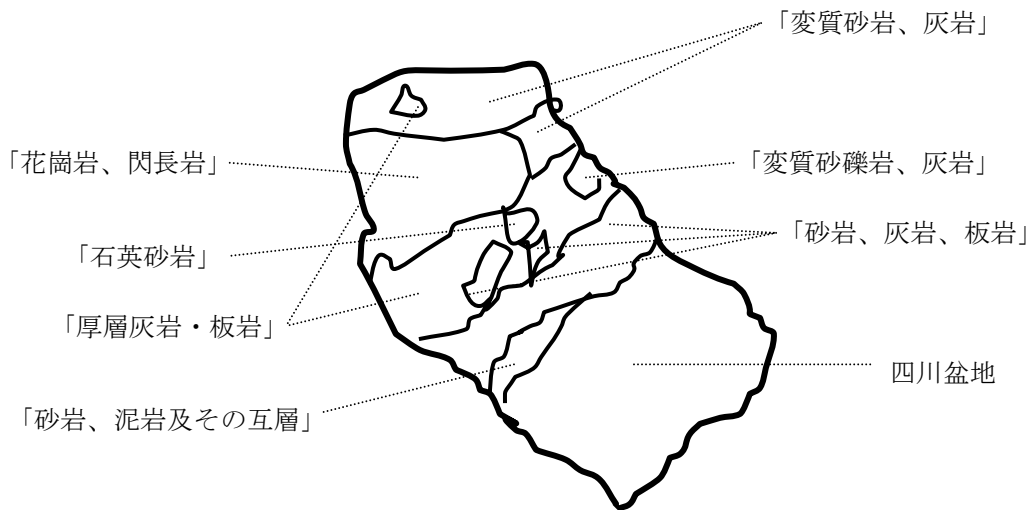 「変質砂岩、灰岩」
「花崗岩、閃長岩」
「変質砂礫岩、灰岩」
「砂岩、灰岩、板岩」
「石英砂岩」
「厚層灰岩・板岩」
四川盆地
「砂岩、泥岩及その互層」